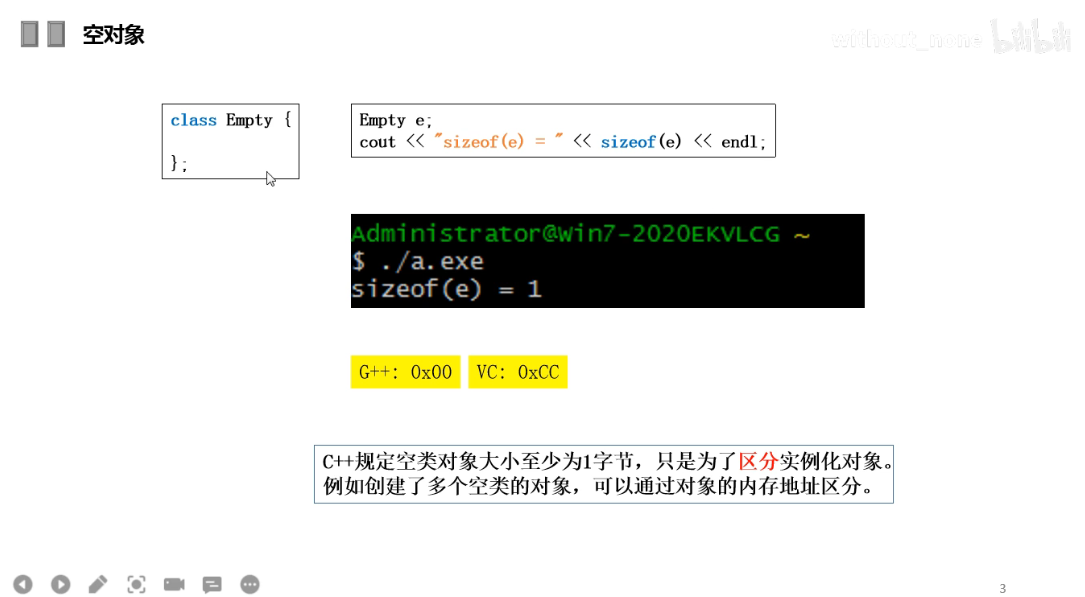 空对象
without_none bilibili
class Empty {
};
Empty e;
cout << "sizeof(e) = " << sizeof(e) << endl;
Administrator@Win7-2020EKVLCG ~
$ ./a.exe
sizeof(e) = 1
G++: 0x00
VC: 0xCC
C++规定空类对象大小至少为1字节，只是为了区分实例化对象。
例如创建了多个空类的对象，可以通过对象的内存地址区分。
3